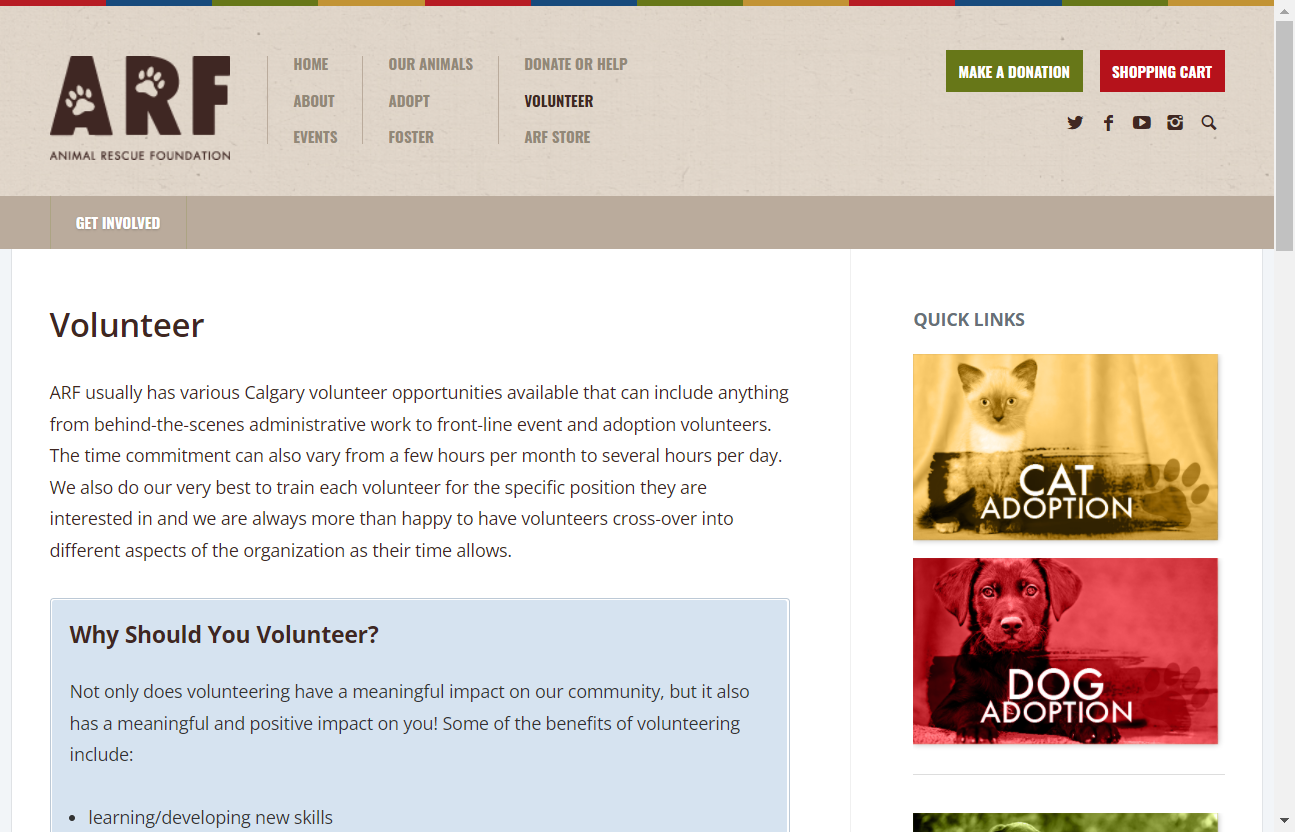 ARF
ANIMAL RESCUE FOUNDATION
HOME
ABOUT
EVENTS
OUR ANIMALS
ADOPT
FOSTER
DONATE OR HELP
VOLUNTEER
ARF STORE
MAKE A DONATION
SHOPPING CART
GET INVOLVED
Volunteer
ARF usually has various Calgary volunteer opportunities available that can include anything
from behind-the-scenes administrative work to front-line event and adoption volunteers.
The time commitment can also vary from a few hours per month to several hours per day.
We also do our very best to train each volunteer for the specific position they are
interested in and we are always more than happy to have volunteers cross-over into
different aspects of the organization as their time allows.
Why Should You Volunteer?
Not only does volunteering have a meaningful impact on our community, but it also
has a meaningful and positive impact on you! Some of the benefits of volunteering
include:
• learning/developing new skills
QUICK LINKS
CAT
ADOPTION
DOG
ADOPTION